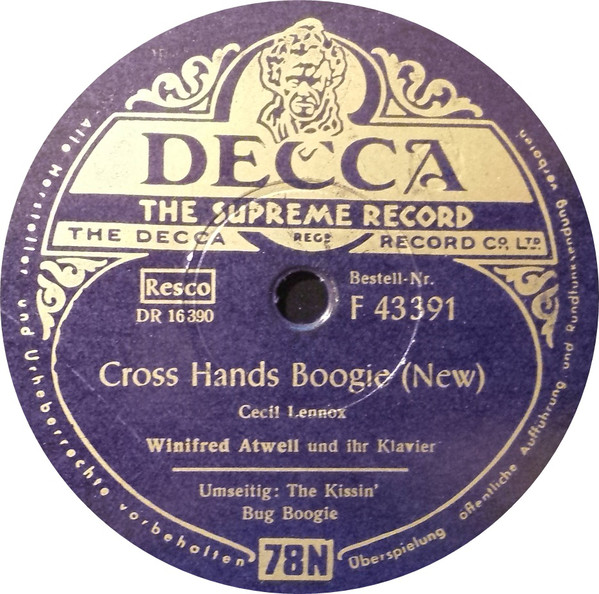 DECCA
THE SUPREME RECORD
THE DECCA REGD RECORD CO, LTD.
Resco
DR 16390
Bestell-Nr.
F 43391
Cross Hands Boogie (New)
Cecil Lennox
Winifred Atwell und ihr Klavier
Umseitig: The Kissin'
Bug Boogie
78N
Alle Hersteller- und Urheberrechte vorbehalten
Überspielung öffentliche Aufführung und Rundfunksendung verboten